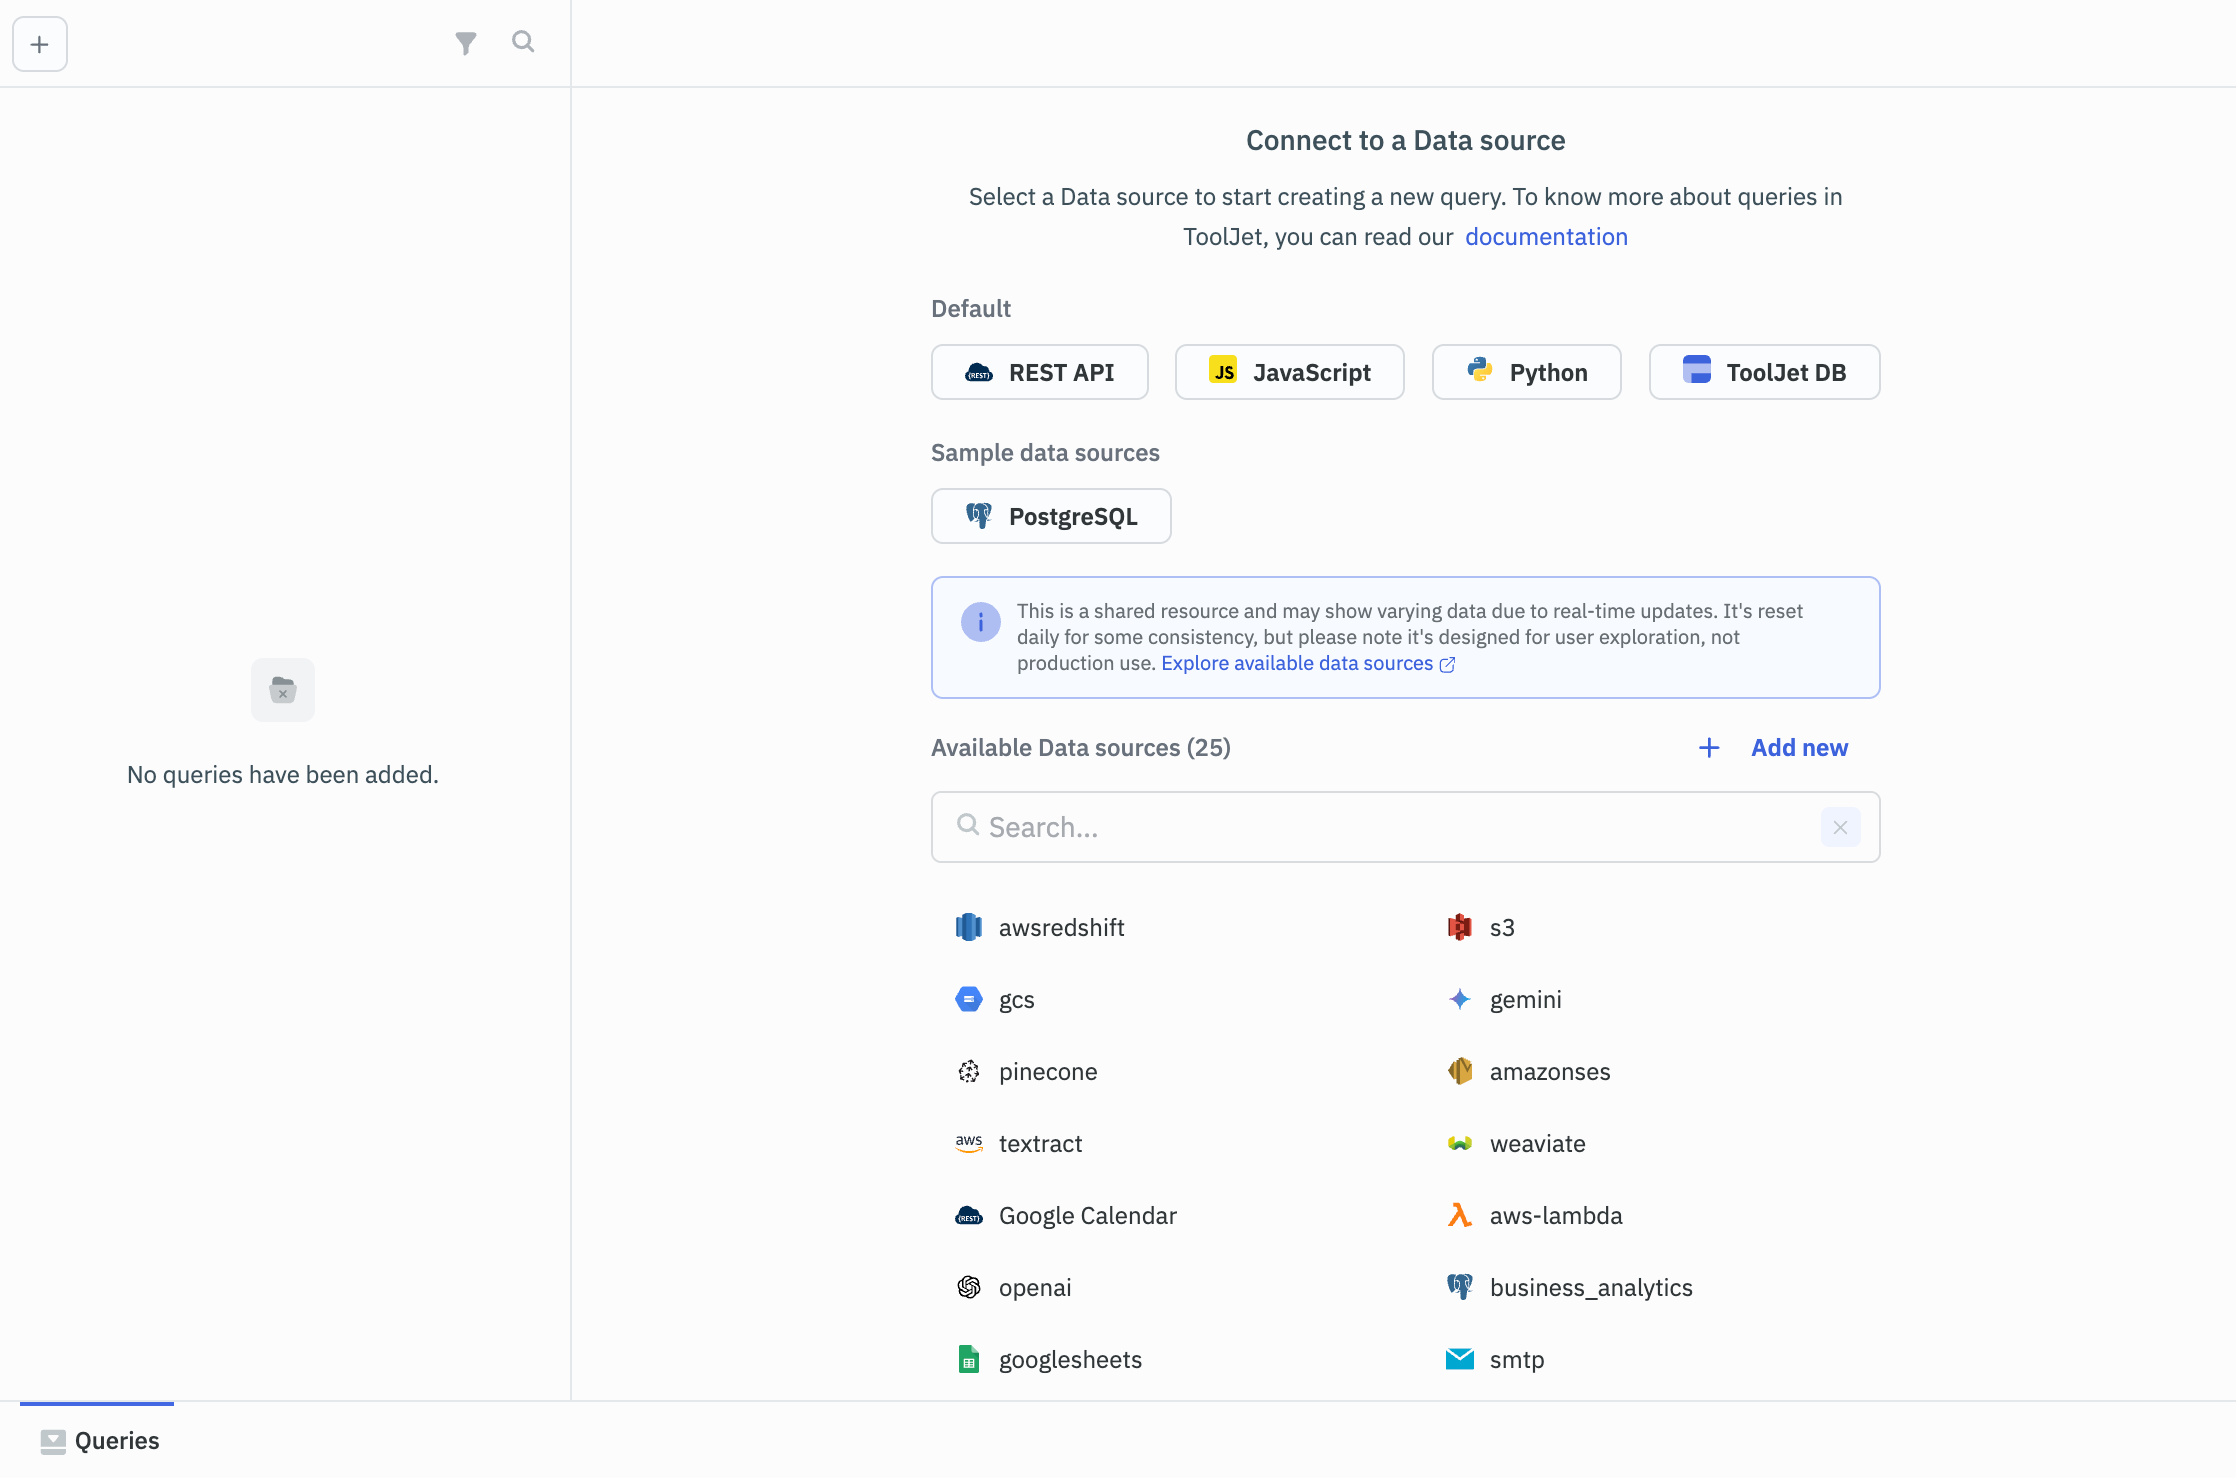 Connect to a Data source
Select a Data source to start creating a new query. To know more about queries in
ToolJet, you can read our documentation
Default
REST API
JavaScript
Python
ToolJet DB
Sample data sources
PostgreSQL
This is a shared resource and may show varying data due to real-time updates. It's reset
daily for some consistency, but please note it's designed for user exploration, not
production use. Explore available data sources
Available Data sources (25)
Add new
Search...
awsredshift
s3
gcs
gemini
pinecone
amazonses
aws textract
weaviate
{REST} Google Calendar
aws-lambda
openai
business_analytics
googlesheets
smtp
No queries have been added.
Queries